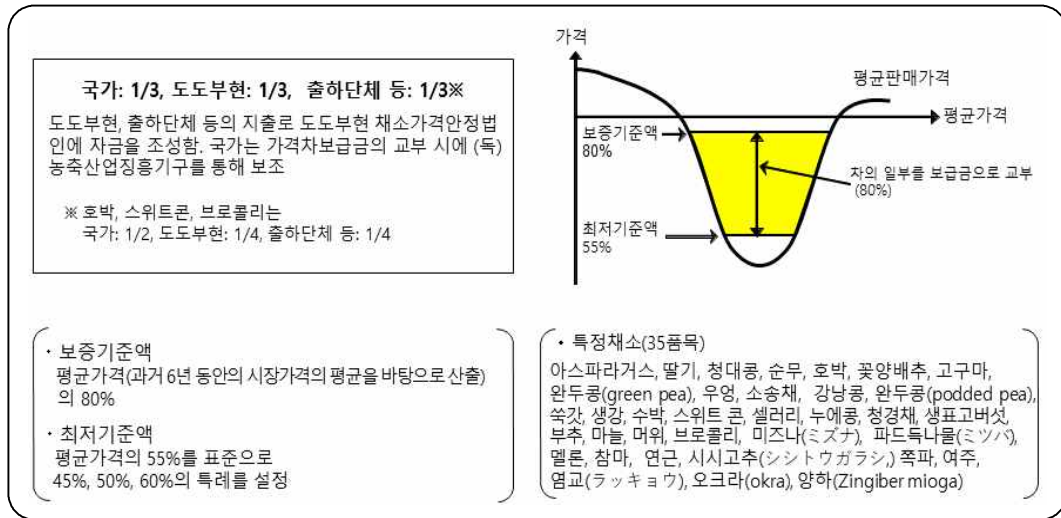 국가: 1/3, 도도부현: 1/3, 출하단체 등: 1/3※
도도부현, 출하단체 등의 지출로 도도부현 채소가격안정법
인에 자금을 조성함. 국가는 가격차보급금의 교부 시에 (독)
농축산업징흥기구를 통해 보조
※ 호박, 스위트콘, 브로콜리는
국가: 1/2, 도도부현: 1/4, 출하단체 등: 1/4
가격
평균판매가격
평균가격
보증기준액
80%
차의 일부를 보급금으로 교부
(80%)
최저기준액
55%
・ 보증기준액
평균가격(과거 6년 동안의 시장가격의 평균을 바탕으로 산출)
의 80%
・ 최저기준액
평균가격의 55%를 표준으로
45%, 50%, 60%의 특례를 설정
・ 특정채소(35품목)
아스파라거스, 딸기, 청대콩, 순무, 호박, 꽃양배추, 고구마,
완두콩(green pea), 우엉, 소송채, 강낭콩, 완두콩(podded pea),
쑥갓, 생강, 수박, 스위트 콘, 셀러리, 누에콩, 청경채, 생표고버섯,
부추, 마늘, 머위, 브로콜리, 미즈나(ミズナ), 파드득나물(ミツバ),
멜론, 참마, 연근, 시시고추(シシトウガラシ,) 쪽파, 여주,
염교(ラッキョウ), 오크라(okra), 양하(Zingiber mioga)